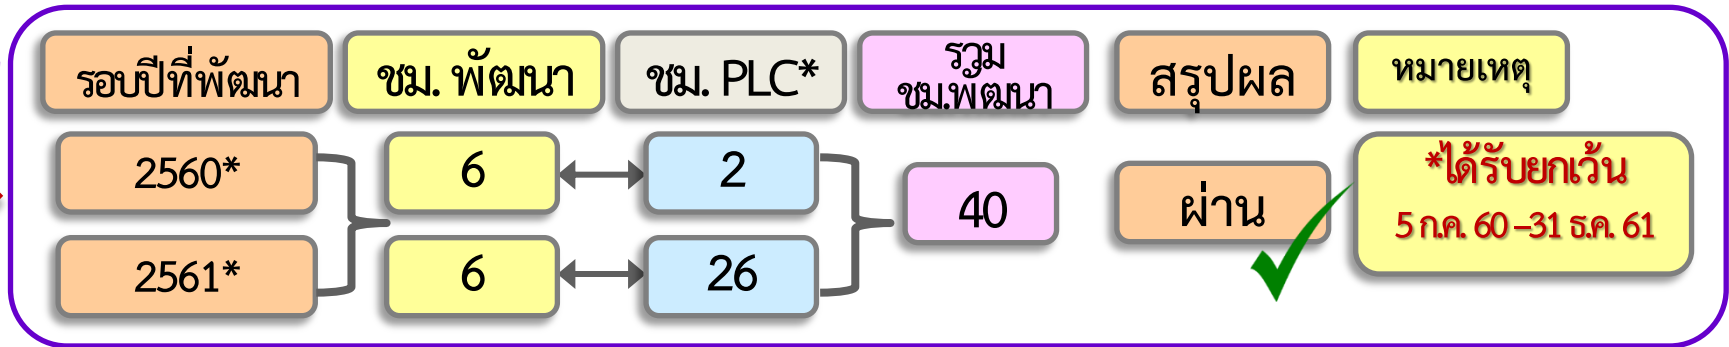 รอบปีที่พัฒนา
ชม. พัฒนา
ชม. PLC*
รวม
ชม.พัฒนา
สรุปผล
หมายเหตุ
2560*
6
2
2561*
6
26
40
ผ่าน
*ได้รับยกเว้น
5 ก.ค. 60 –31 ธ.ค. 61